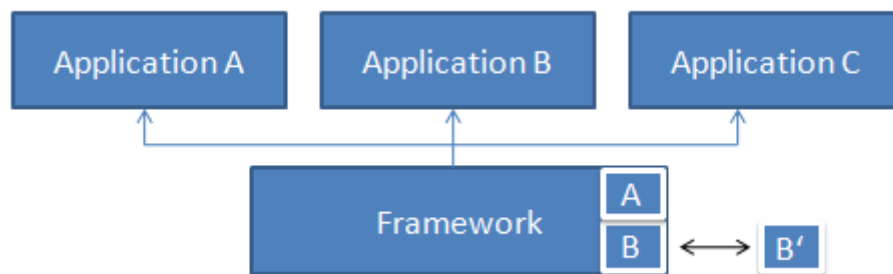 Application A
Application B
Application C
Framework
A
B
B‘